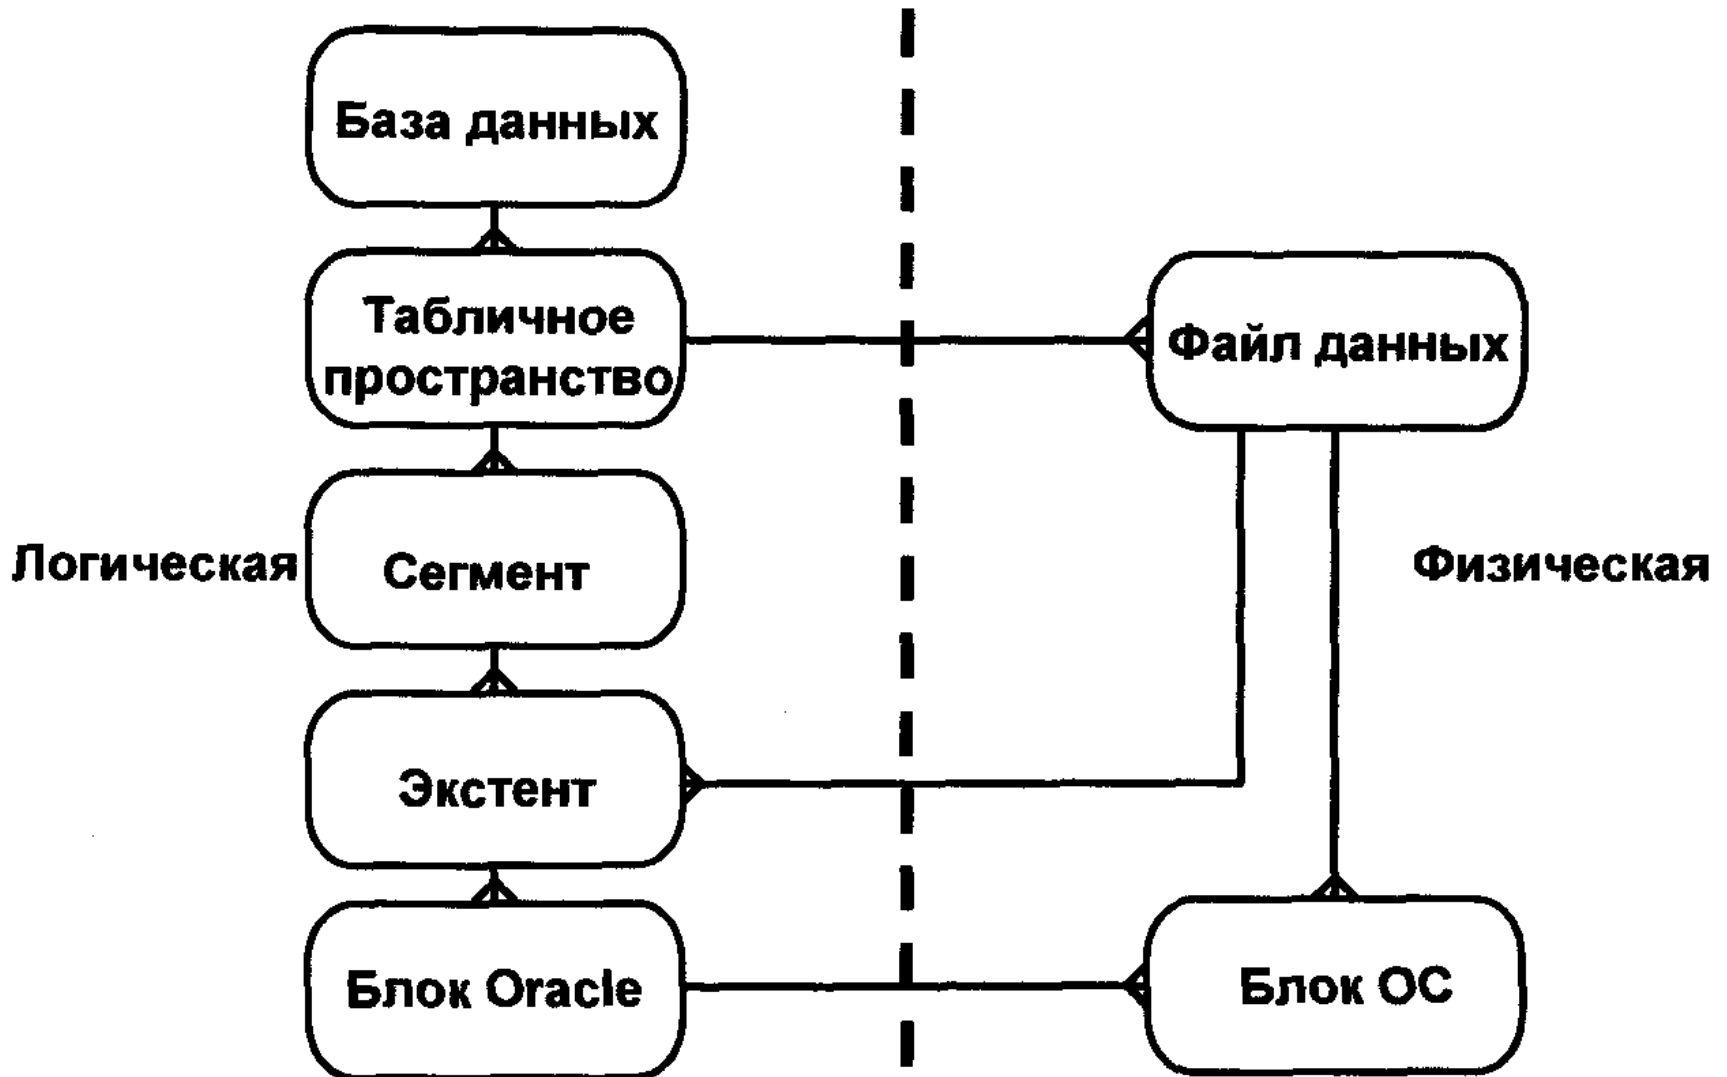 База данных
Табличное
пространство
Файл данных
Логическая
Сегмент
Физическая
Экстент
Блок Oracle
Блок ОС